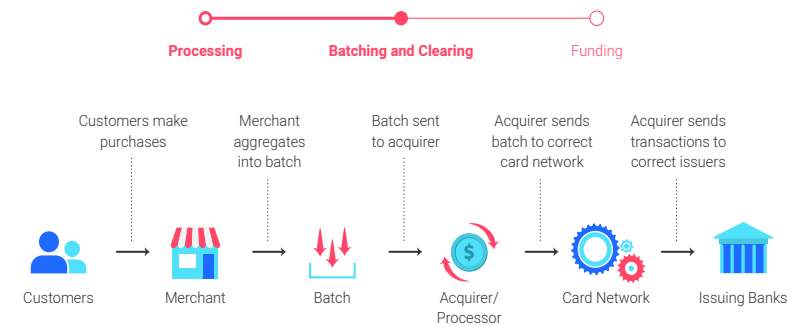 Processing
Batching and Clearing
Funding
Customers make
purchases
Merchant
aggregates
into batch
Batch sent
to acquirer
Acquirer sends
batch to correct
card network
Acquirer sends
transactions to
correct issuers
$
Customers
Merchant
Batch
Acquirer/
Processor
Card Network
Issuing Banks